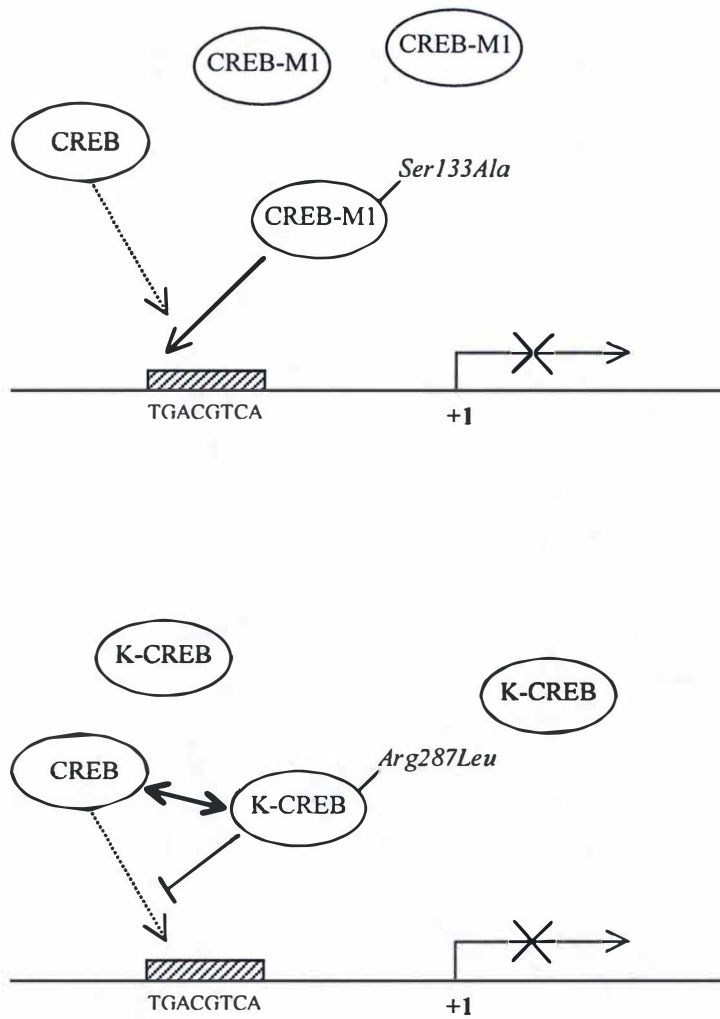 CREB-M1
CREB-M1
CREB
Ser133Ala
CREB-M1
TGACGTCA
+1
K-CREB
K-CREB
Arg287Leu
CREB
K-CREB
TGACGTCA
+1